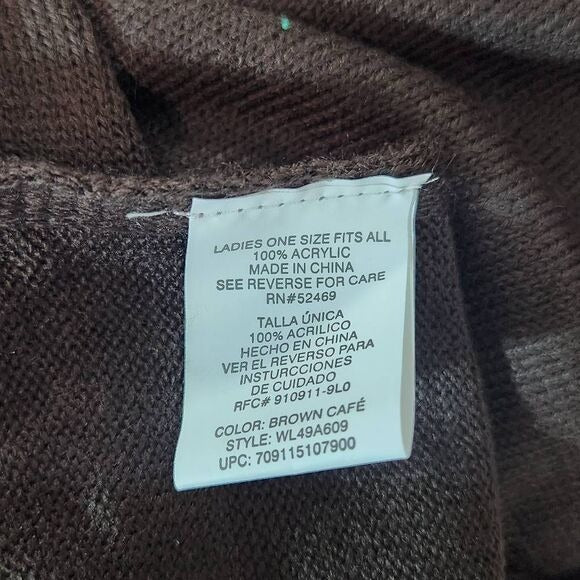 LADIES ONE SIZE FITS ALL
100% ACRYLIC
MADE IN CHINA
SEE REVERSE FOR CARE
RN#52469
TALLA ÚNICA
100% ACRILICO
HECHO EN CHINA
VER EL REVERSO PARA
INSTURCCIONES
DE CUIDADO
RFC# 910911-9L0
COLOR: BROWN CAFÉ
STYLE: WL49A609
UPC: 709115107900